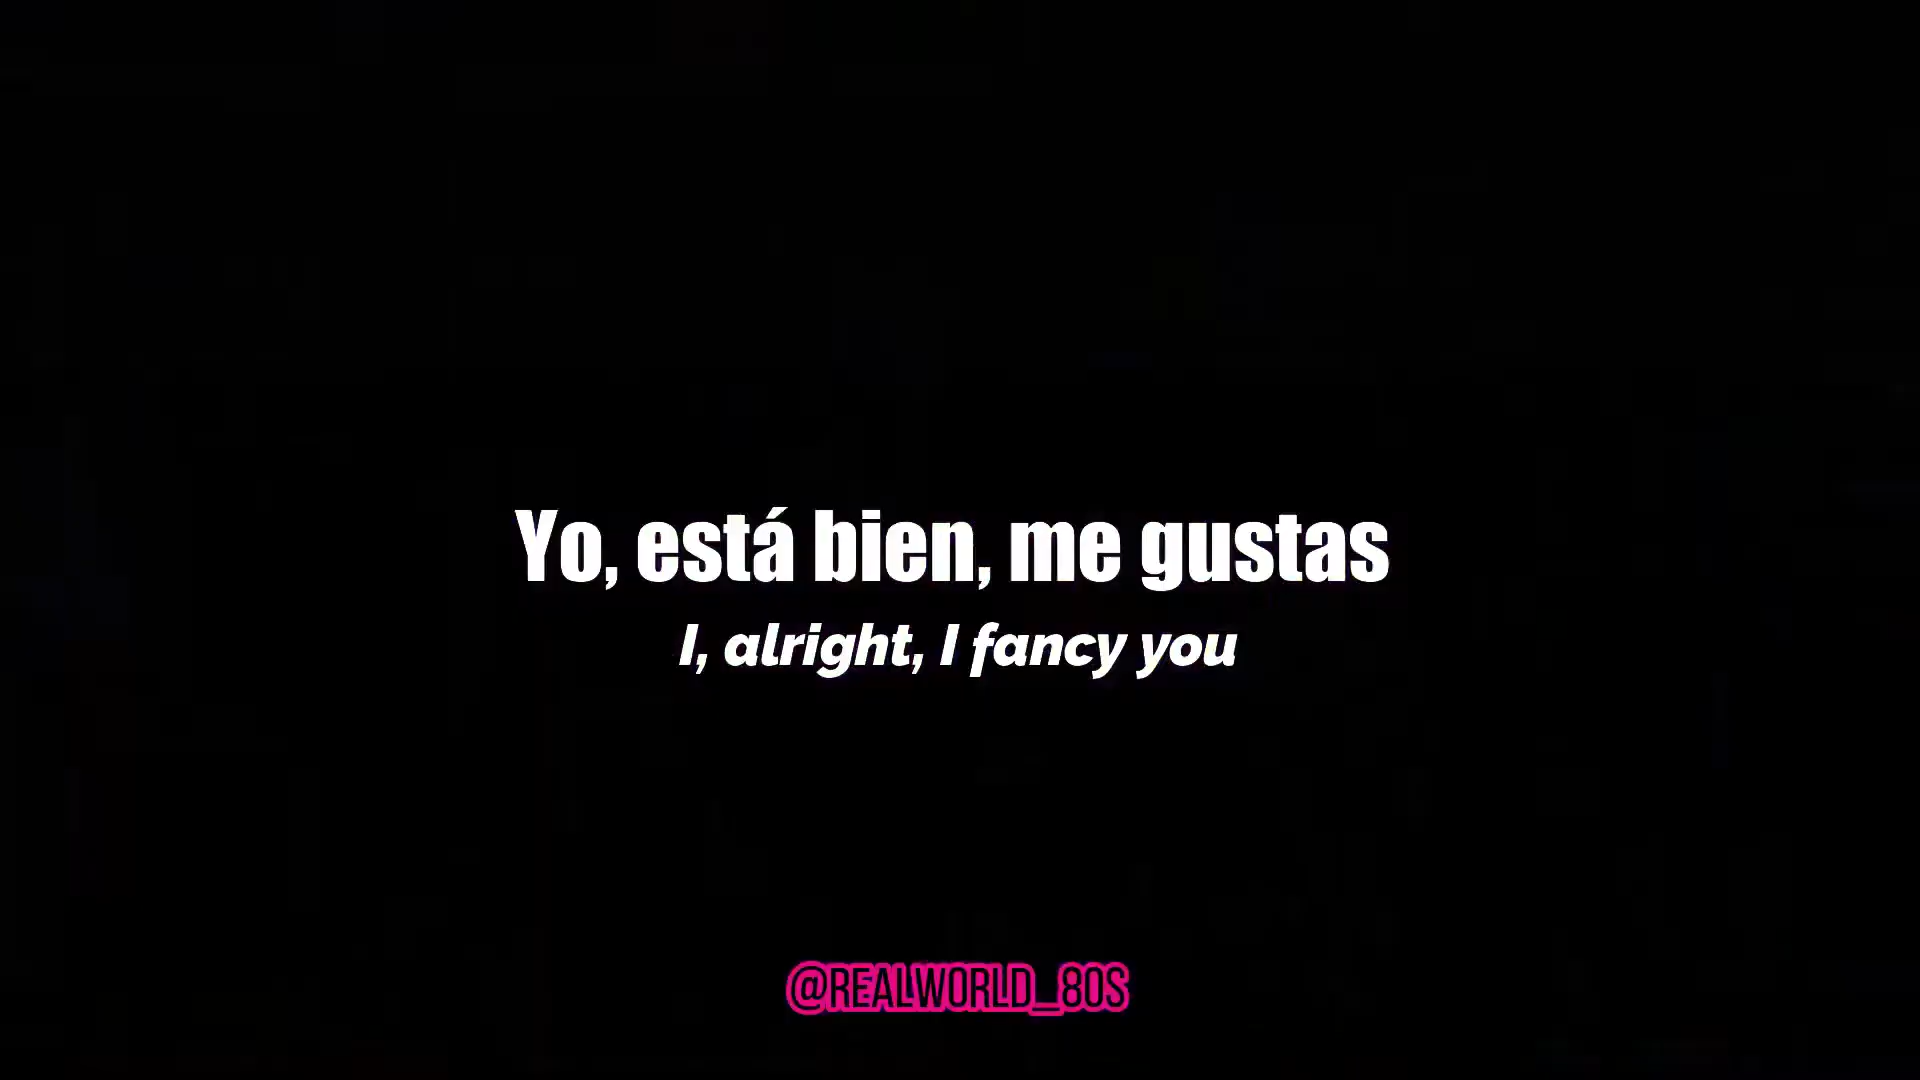 Yo, está bien, me gustas
I, alright, I fancy you
@REALWORLD_80S